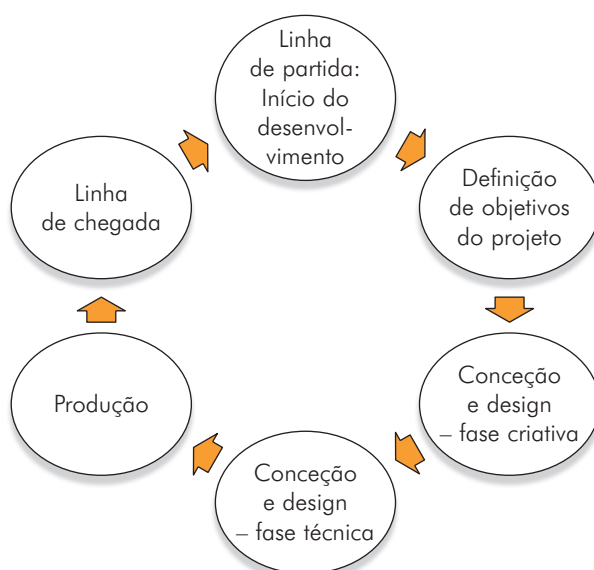 Linha
de partida:
Início do
desenvol-
vimento
Definição
de objetivos
do projeto
Conceção
e design
– fase criativa
Conceção
e design
– fase técnica
Produção
Linha
de chegada